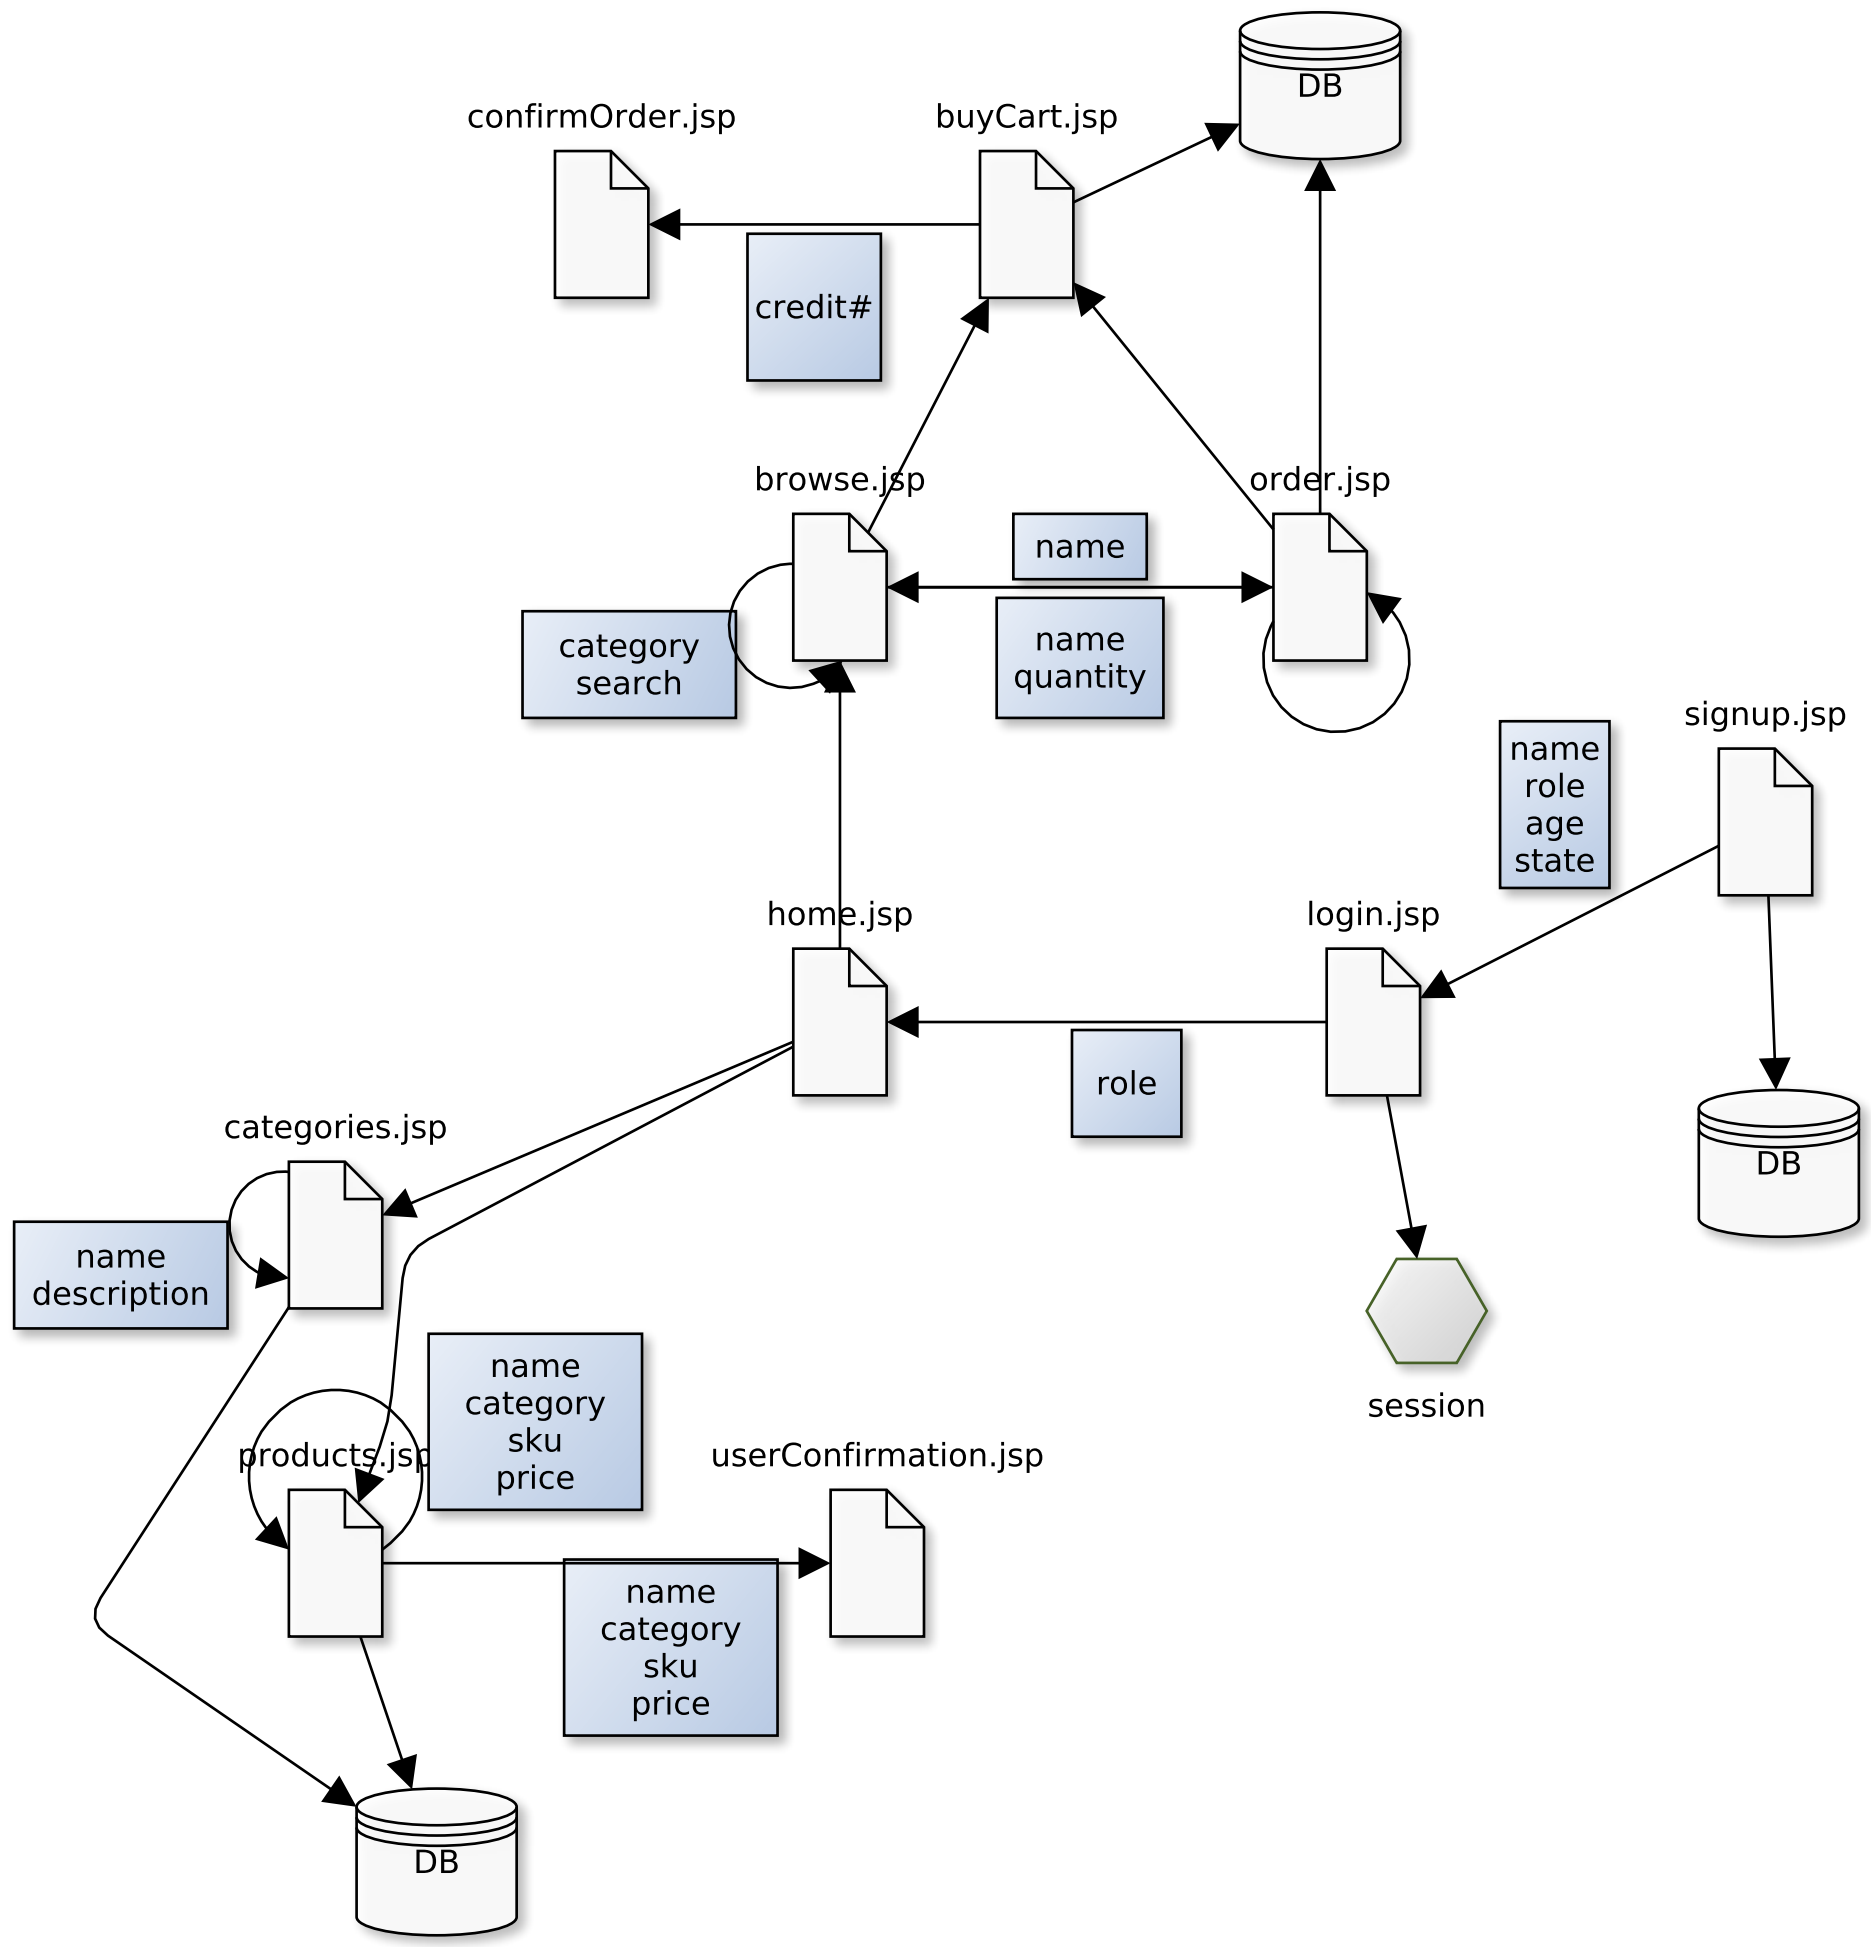 DB
confirmOrder.jsp
buyCart.jsp
credit#
browse.jsp
order.jsp
name
name
quantity
category
search
signup.jsp
name
role
age
state
home.jsp
login.jsp
role
categories.jsp
DB
name
description
session
name
category
sku
price
products.jsp
userConfirmation.jsp
name
category
sku
price
DB